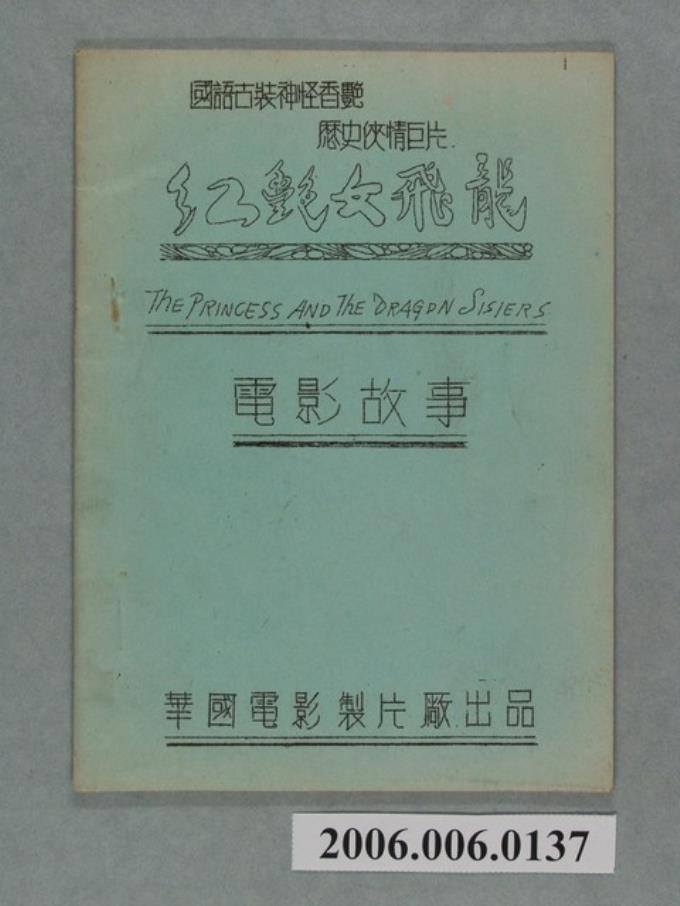 國語古裝神怪香艷
歷史俠情巨片.
紅艷女飛龍
The PRINCESS AND The DRAGON SISIERS
電影故事
華國電影製片廠出品
2006.006.0137